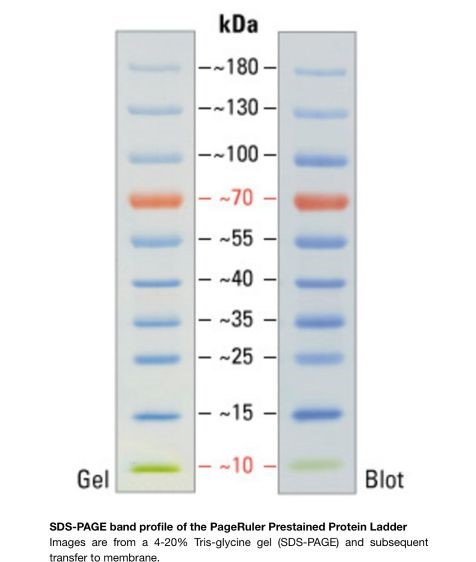 kDa
~180
~130
~100
~70
~55
~40
~35
~25
~15
~10
Gel
Blot
SDS-PAGE band profile of the PageRuler Prestained Protein Ladder
Images are from a 4-20% Tris-glycine gel (SDS-PAGE) and subsequent
transfer to membrane.